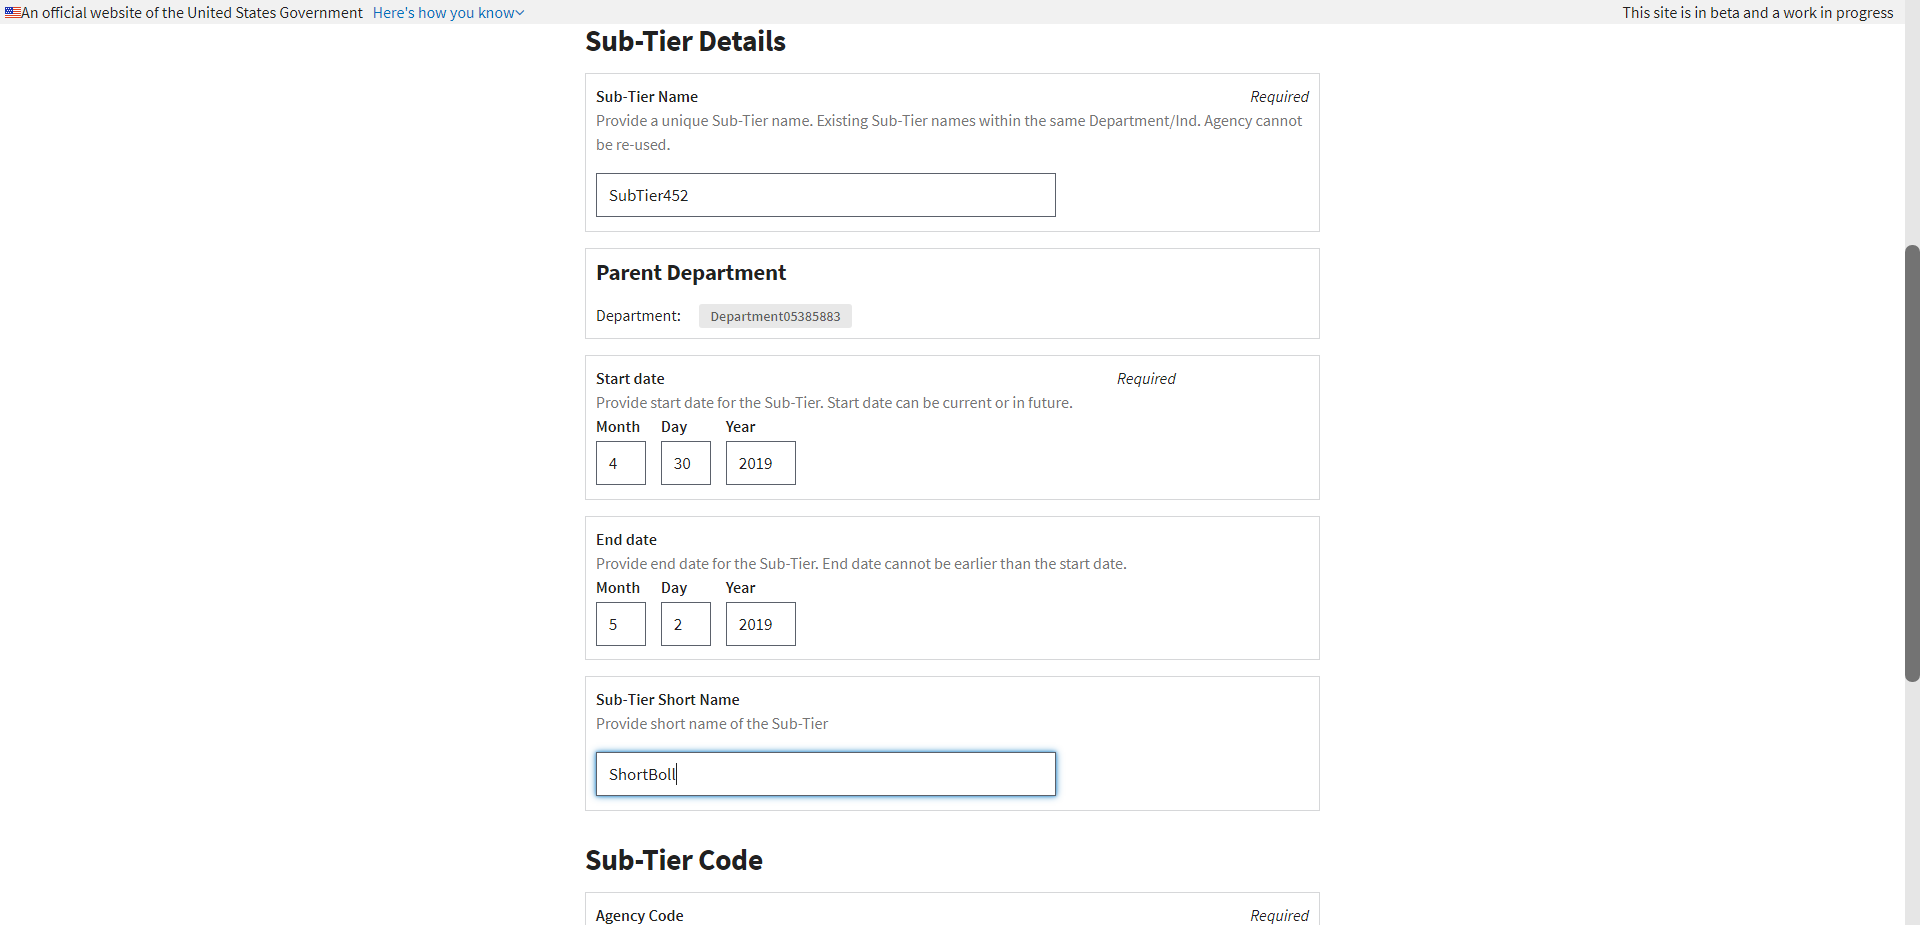 An official website of the United States Government Here's how you know
This site is in beta and a work in progress
Sub-Tier Details
Sub-Tier Name Required
Provide a unique Sub-Tier name. Existing Sub-Tier names within the same Department/Ind. Agency cannot
be re-used.
SubTier452
Parent Department
Department: Department05385883
Start date Required
Provide start date for the Sub-Tier. Start date can be current or in future.
Month Day Year
4 30 2019
End date
Provide end date for the Sub-Tier. End date cannot be earlier than the start date.
Month Day Year
5 2 2019
Sub-Tier Short Name
Provide short name of the Sub-Tier
ShortBoll
Sub-Tier Code
Agency Code Required